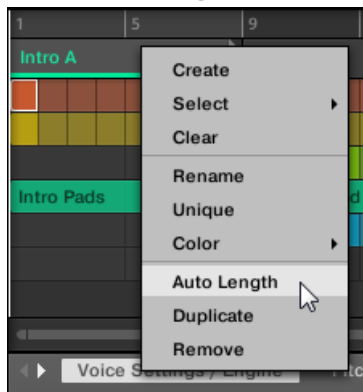 1 5 9
Intro A
Create
Select
Clear
Rename
Intro Pads
Unique
Color
Auto Length
Duplicate
Remove
Voice Settings / Engine